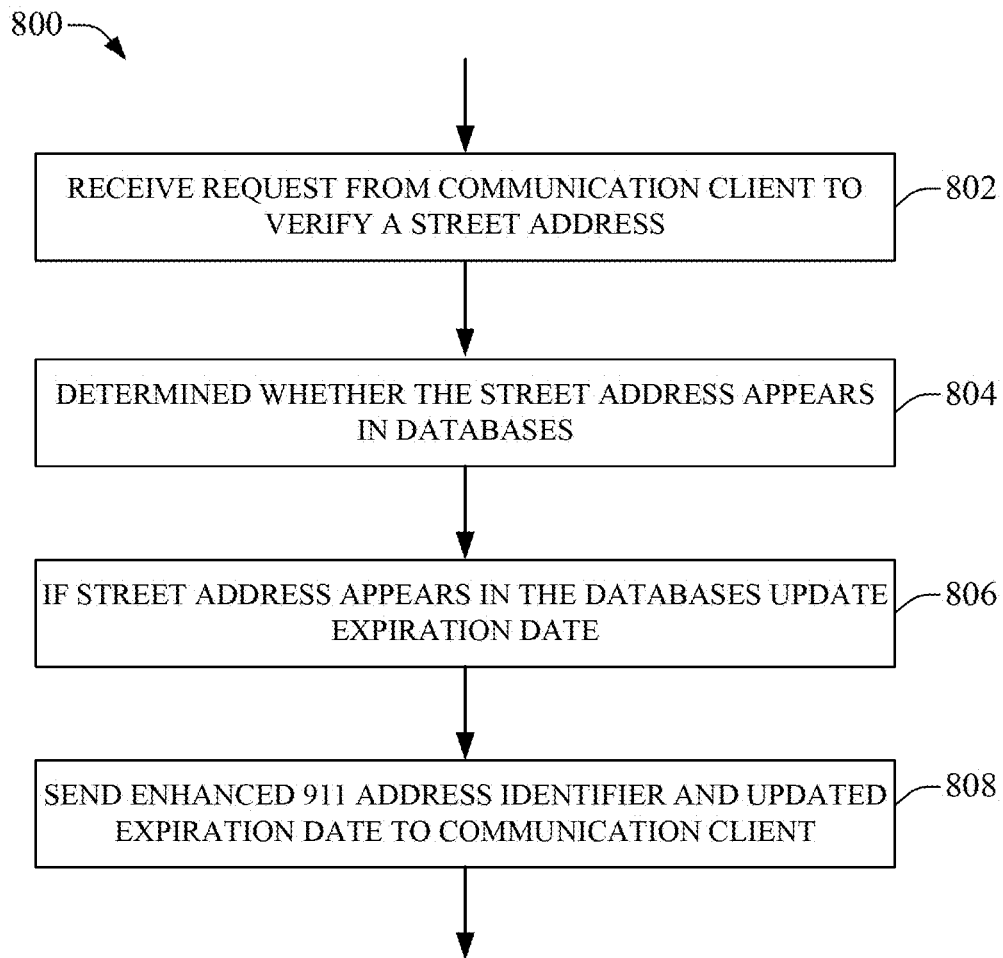 800
RECEIVE REQUEST FROM COMMUNICATION CLIENT TO
VERIFY A STREET ADDRESS
802
DETERMINED WHETHER THE STREET ADDRESS APPEARS
IN DATABASES
804
IF STREET ADDRESS APPEARS IN THE DATABASES UPDATE
EXPIRATION DATE
806
SEND ENHANCED 911 ADDRESS IDENTIFIER AND UPDATED
EXPIRATION DATE TO COMMUNICATION CLIENT
808